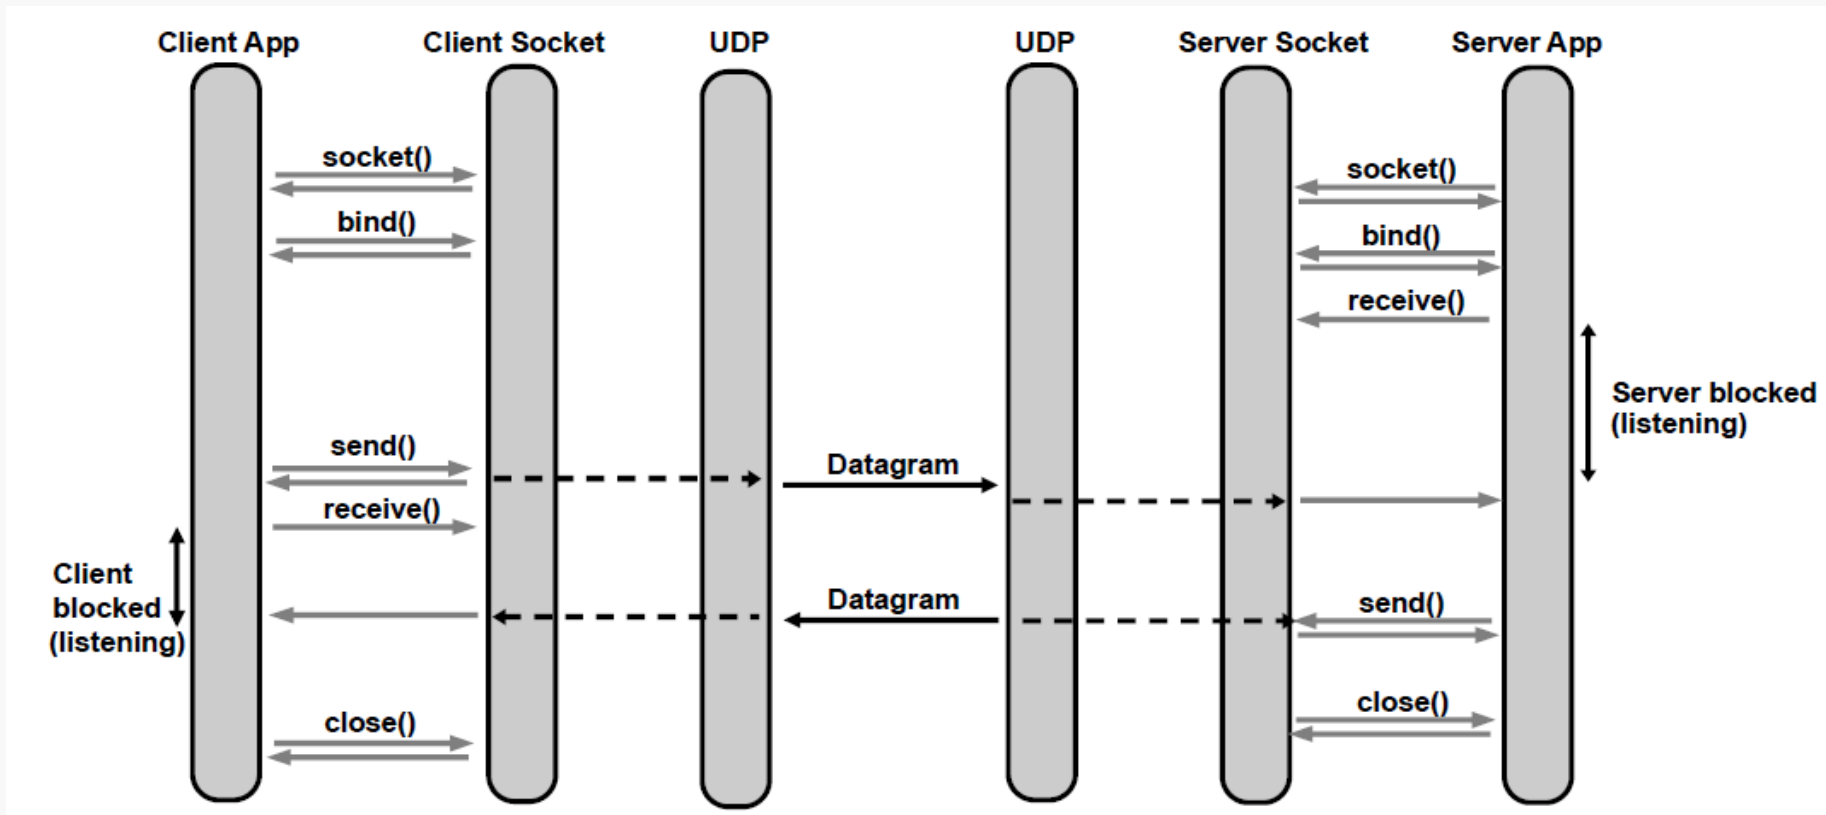 Client App
Client Socket
UDP
UDP
Server Socket
Server App
socket()
socket()
bind()
bind()
receive()
Server blocked
(listening)
send()
Datagram
receive()
Client
blocked
(listening)
Datagram
send()
close()
close()